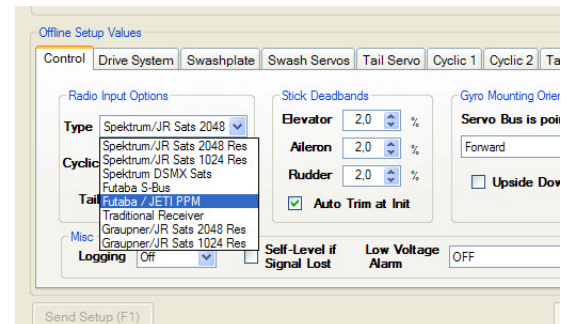 Offline Setup Values
Control Drive System Swashplate Swash Servos Tail Servo Cyclic 1 Cyclic 2
Radio Input Options
Type Spektrum/JR Sats 2048
Spektrum/JR Sats 2048 Res
Spektrum/JR Sats 1024 Res
Spektrum DSMX Sats
Futaba S-Bus
Futaba / JETI PPM
Traditional Receiver
Graupner/JR Sats 2048 Res
Graupner/JR Sats 1024 Res
Cyclic
Stick Deadbands
Elevator 2.0 %
Aileron 2.0 %
Rudder 2.0 %
Auto Trim at Init
Gyro Mounting
Servo Bus is
Forward
Upside
Misc
Logging Off
Self-Level if
Signal Lost
Low Voltage
Alarm
OFF
Send Setup (F1)